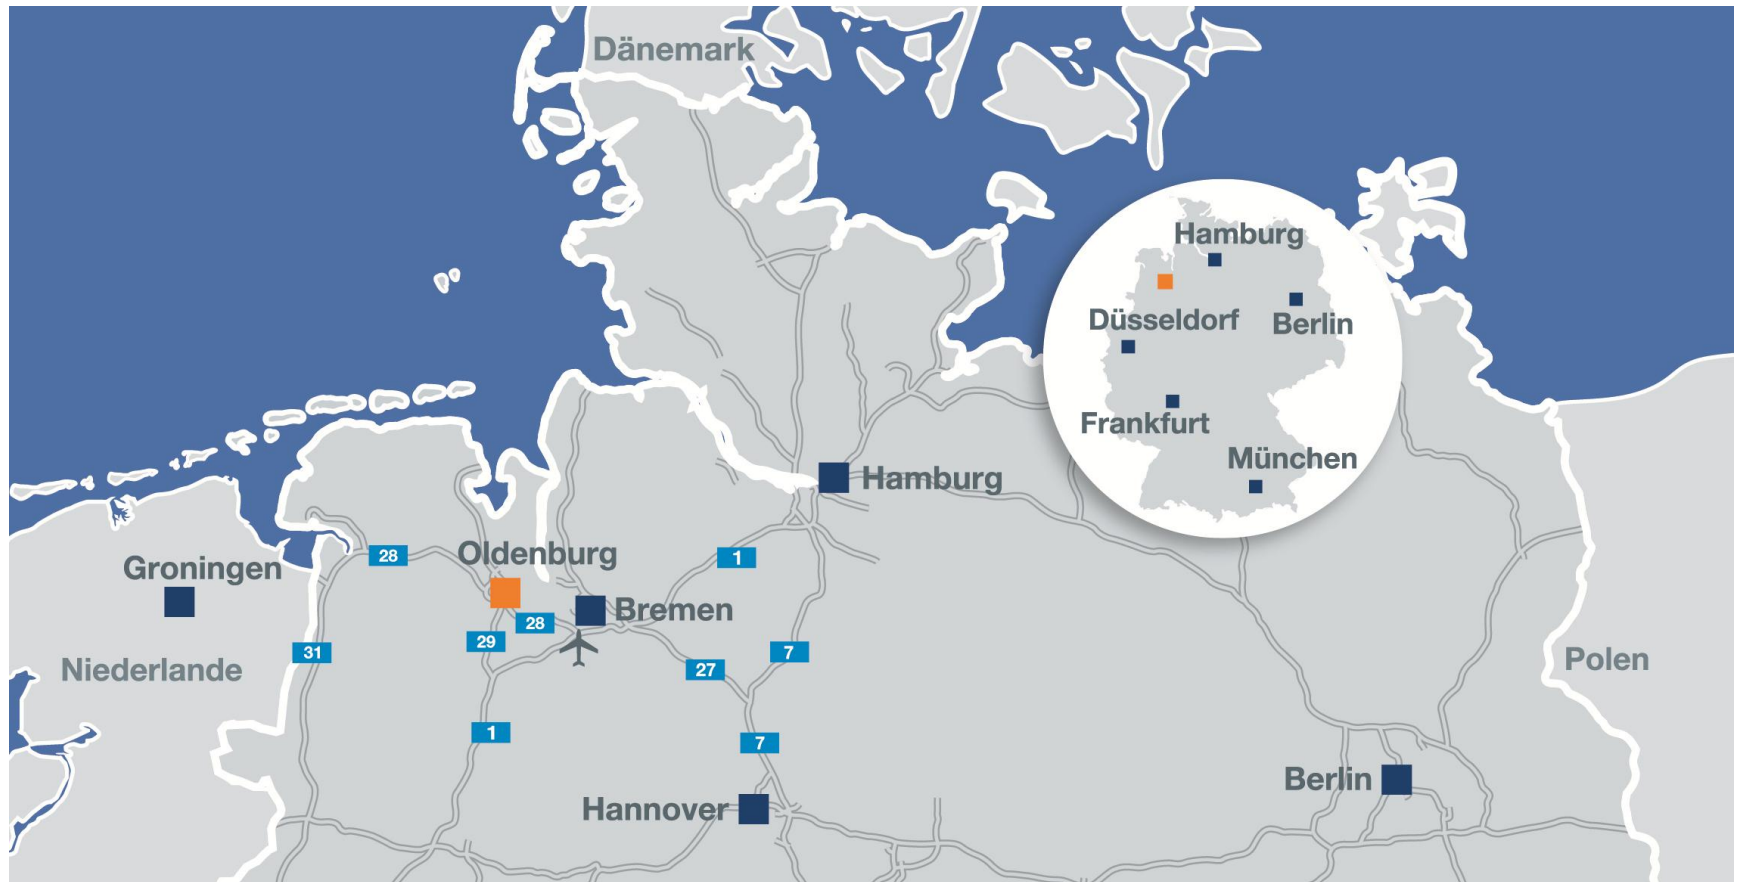 Dänemark
Hamburg
Düsseldorf
Berlin
Frankfurt
München
Hamburg
28
Oldenburg
1
Groningen
Bremen
28
29
31
7
Niederlande
27
Polen
1
7
Berlin
Hannover